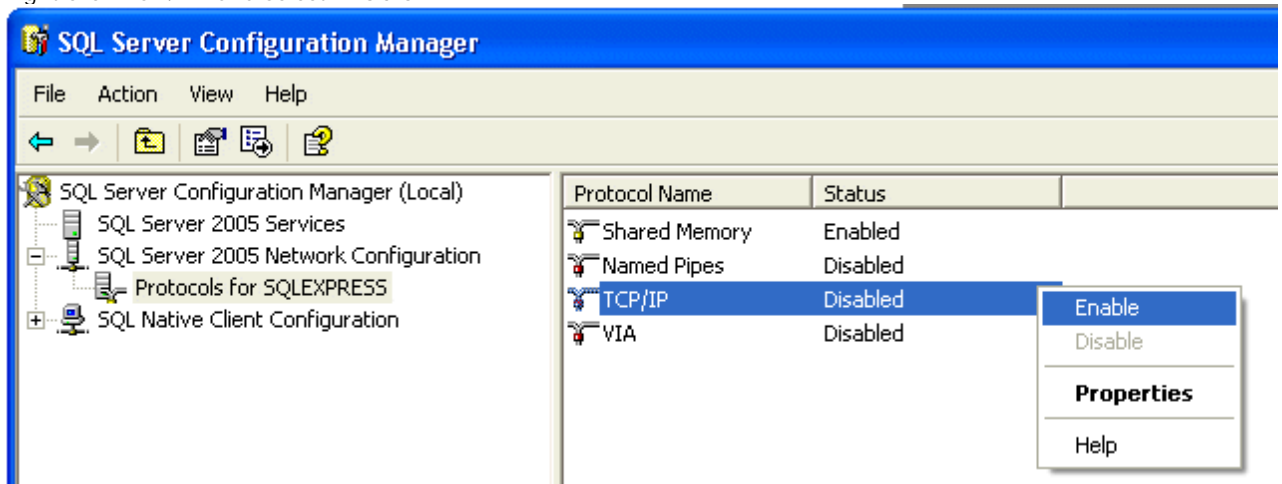 SQL Server Configuration Manager
File Action View Help
SQL Server Configuration Manager (Local)
SQL Server 2005 Services
SQL Server 2005 Network Configuration
Protocols for SQLEXPRESS
SQL Native Client Configuration
Protocol Name Status
Shared Memory Enabled
Named Pipes Disabled
TCP/IP Disabled
VIA Disabled
Enable
Disable
Properties
Help